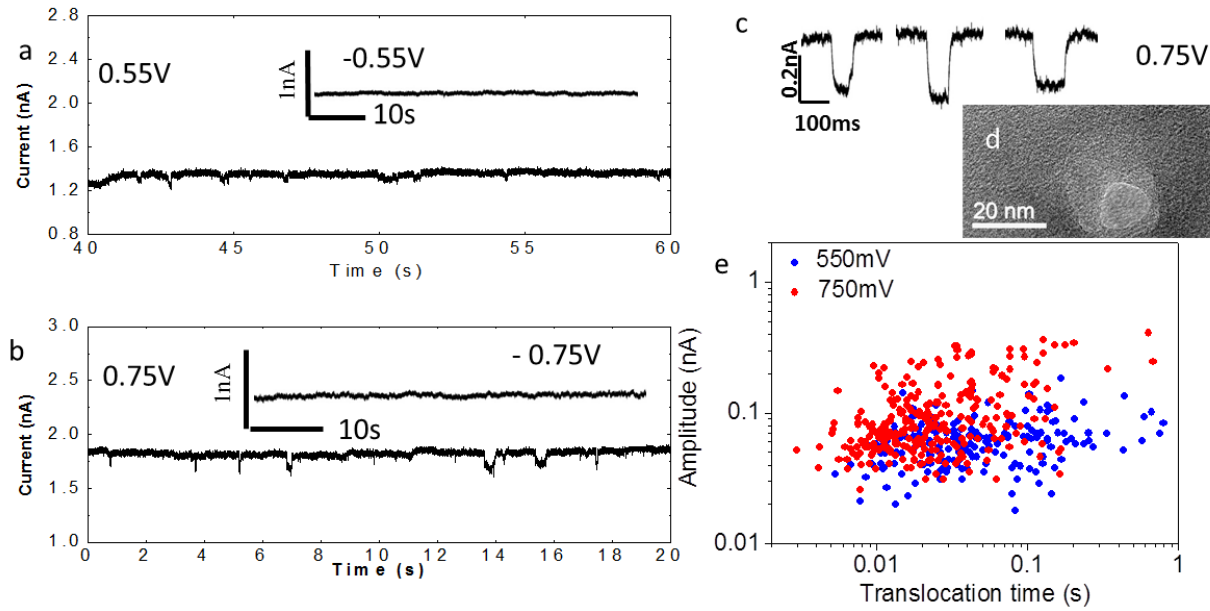 a
2.8
2.4
2.0
1.6
1.2
0.8
Current (nA)
0.55V
-0.55V
1nA
10s
40
45
50
55
60
Time (s)
b
3.0
2.5
2.0
1.5
1.0
Current (nA)
0.75V
- 0.75V
1nA
10s
0
2
4
6
8
10
12
14
16
18
20
Time (s)
c
0.75V
0.2nA
100ms
d
20 nm
e
550mV
750mV
1
0.1
0.01
Amplitude (nA)
0.01
0.1
1
Translocation time (s)